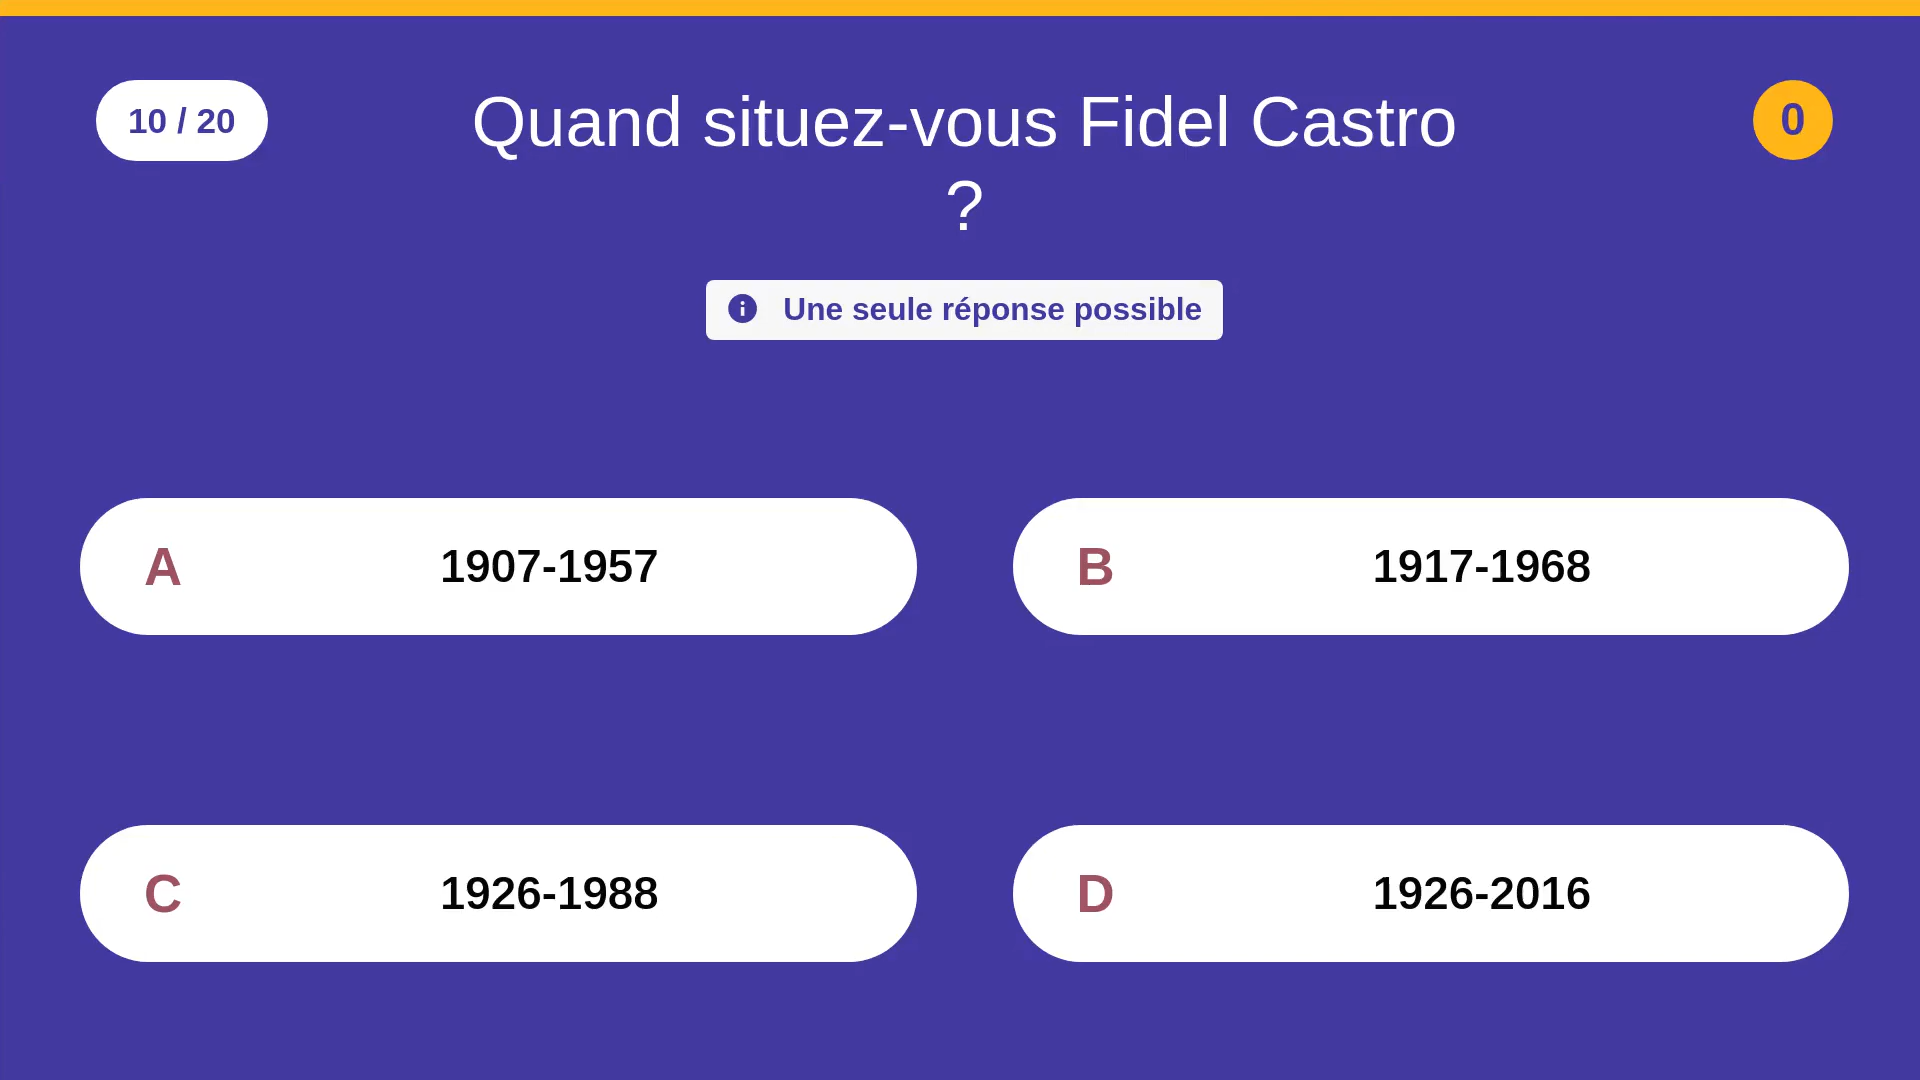 10 / 20
Quand situez-vous Fidel Castro
?
0
Une seule réponse possible
A
1907-1957
B
1917-1968
C
1926-1988
D
1926-2016